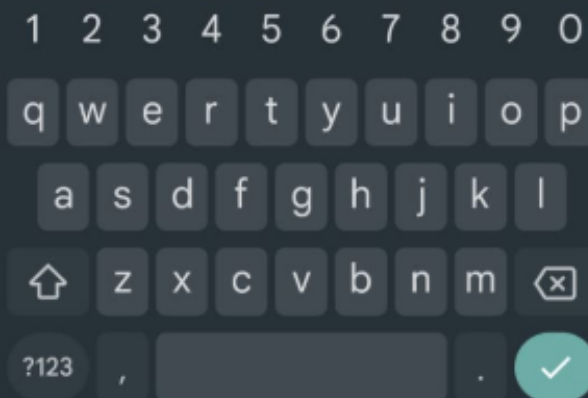 1 2 3 4 5 6 7 8 9 0
q w e r t y u i o p
a s d f g h j k l
z x c v b n m
?123 , .